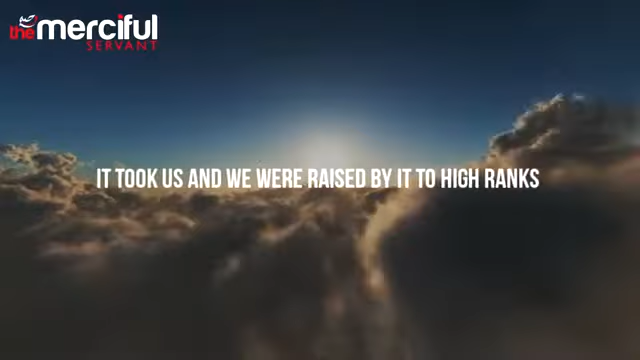 the merciful
SERVANT
IT TOOK US AND WE WERE RAISED BY IT TO HIGH RANKS